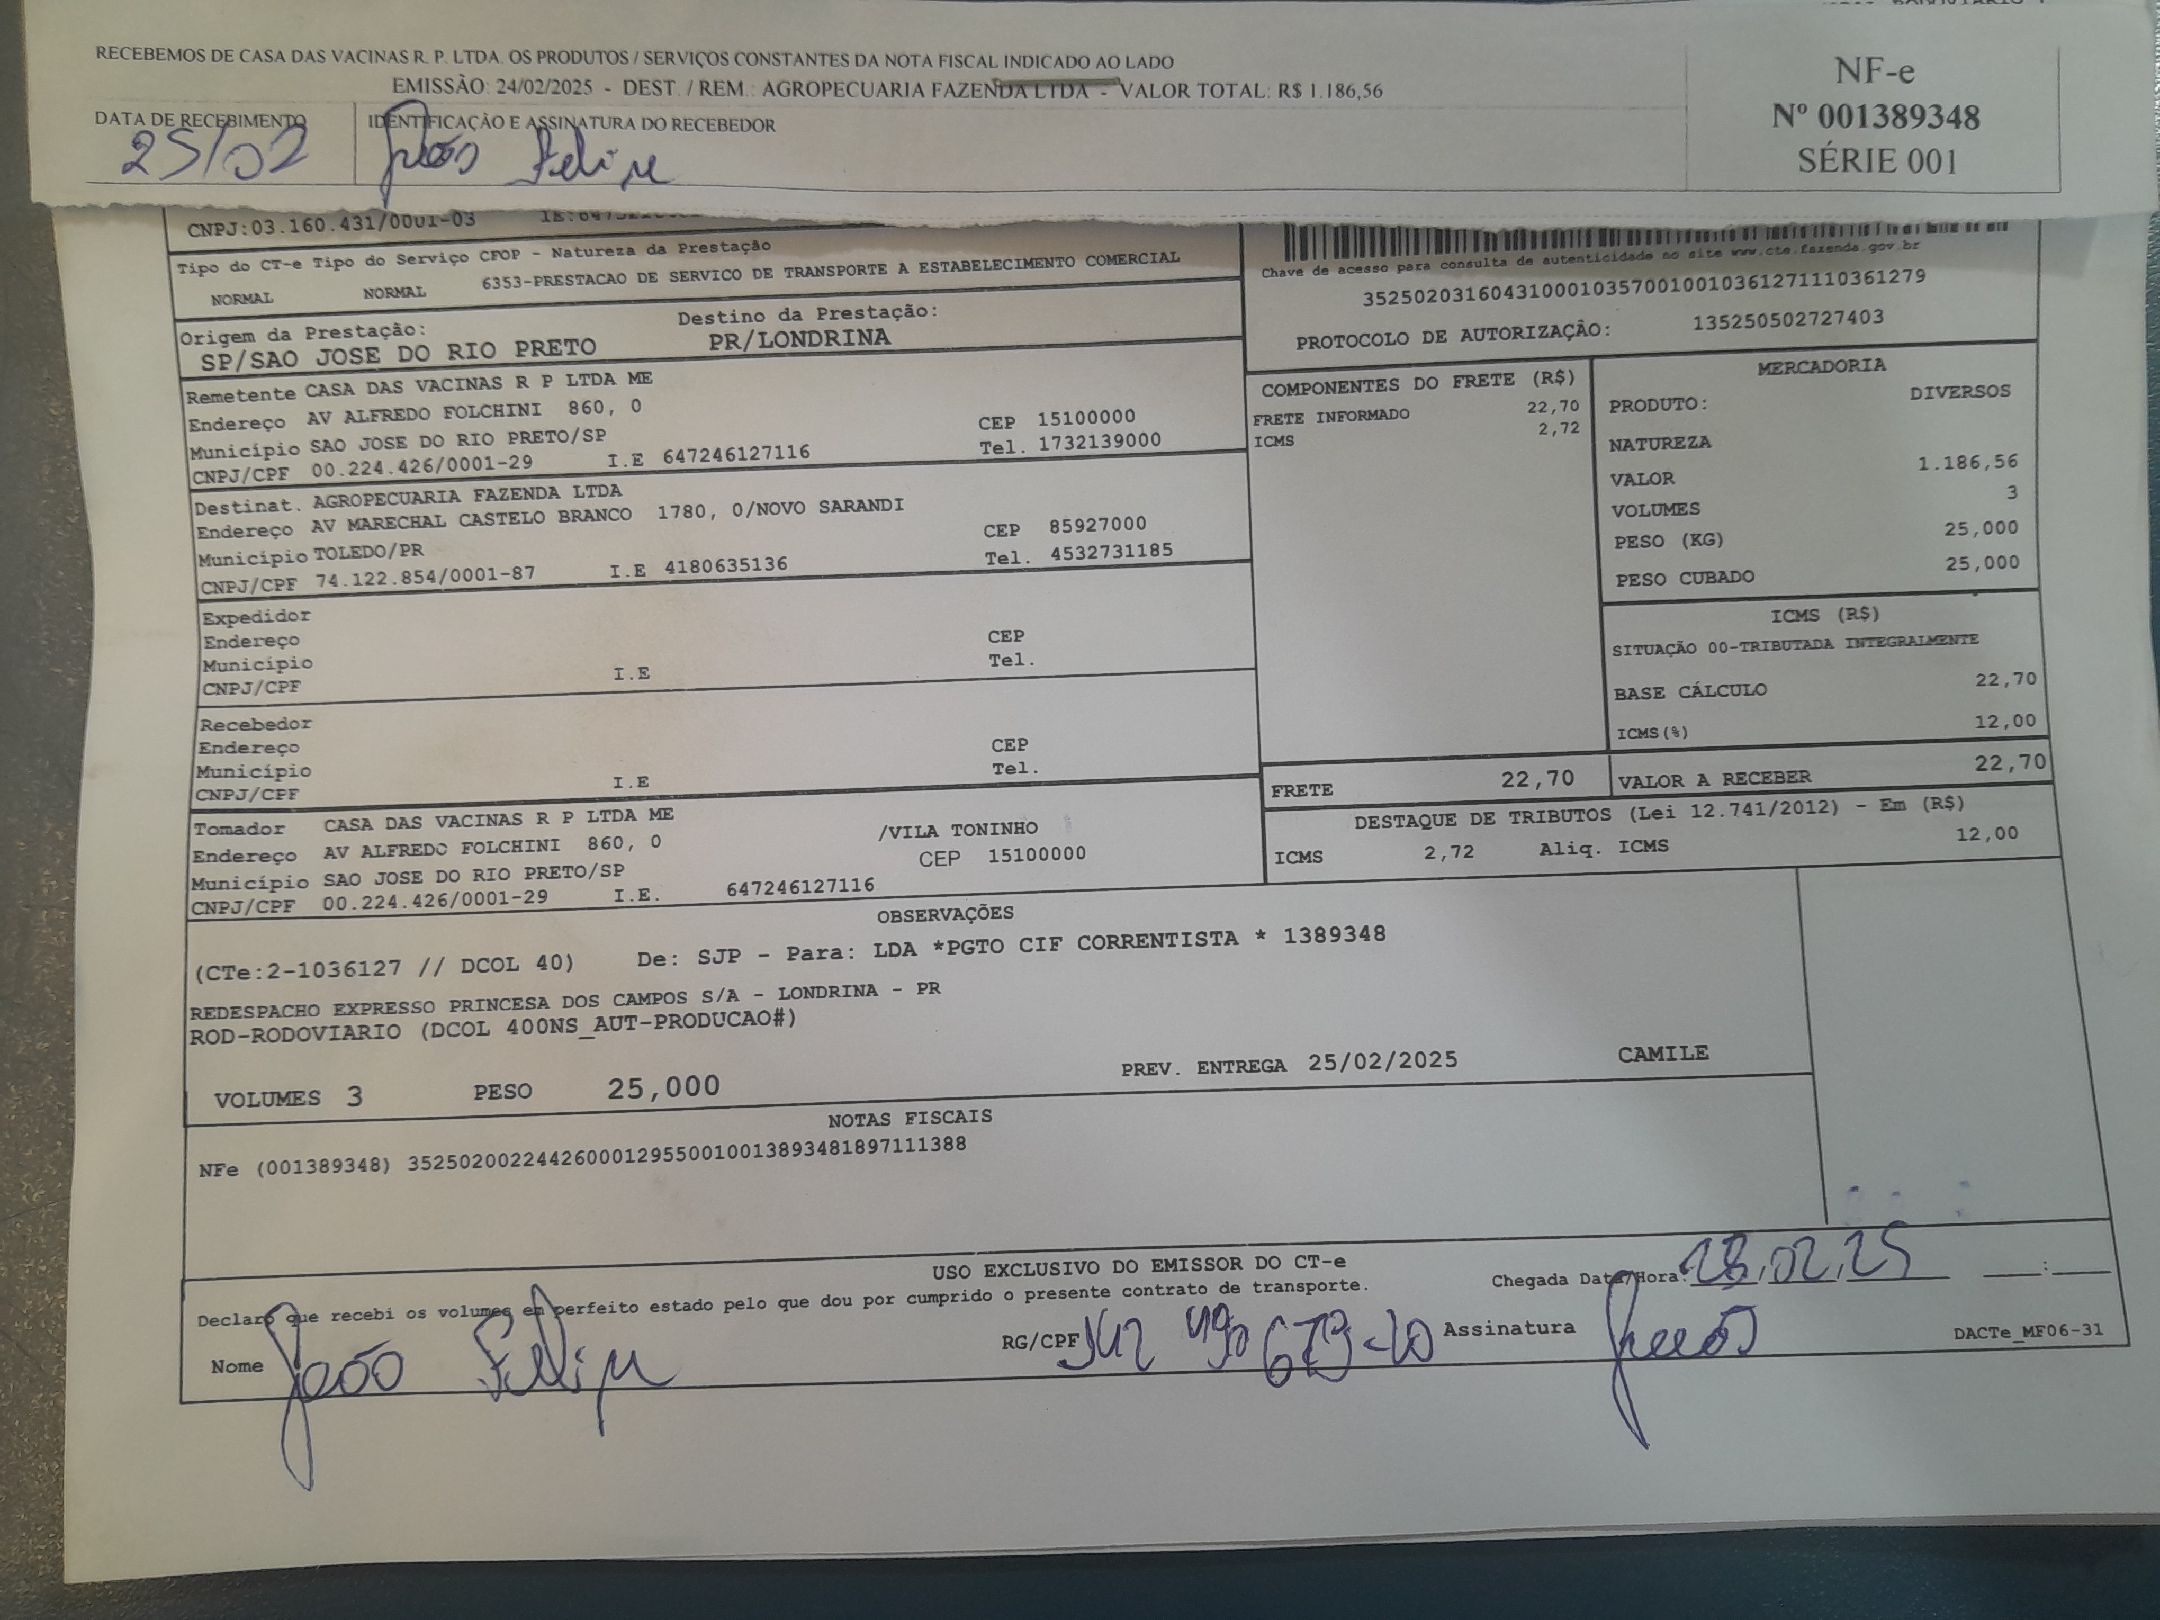 RECEBEMOS DE CASA DAS VACINAS R. P. LTDA. OS PRODUTOS / SERVIÇOS CONSTANTES DA NOTA FISCAL INDICADO AO LADO
EMISSÃO: 24/02/2025 - DEST. / REM.: AGROPECUARIA FAZENDA LTDA - VALOR TOTAL: R$ 1.186,56
DATA DE RECEBIMENTO
25/02
IDENTIFICAÇÃO E ASSINATURA DO RECEBEDOR
João Felipe
NF-e
Nº 001389348
SÉRIE 001
CNPJ:03.160.431/0001-03
Tipo do CT-e Tipo do Serviço CFOP - Natureza da Prestação
NORMAL NORMAL 6353-PRESTACAO DE SERVICO DE TRANSPORTE A ESTABELECIMENTO COMERCIAL
Chave de acesso para consulta de autenticidade no site www.cte.fazenda.gov.br
35250203160431000103570010010361271110361279
PROTOCOLO DE AUTORIZAÇÃO: 135250502727403
Origem da Prestação: Destino da Prestação:
SP/SAO JOSE DO RIO PRETO PR/LONDRINA
Remetente CASA DAS VACINAS R P LTDA ME
Endereço AV ALFREDO FOLCHINI 860, 0 CEP 15100000
Município SAO JOSE DO RIO PRETO/SP Tel. 1732139000
CNPJ/CPF 00.224.426/0001-29 I.E 647246127116
Destinat. AGROPECUARIA FAZENDA LTDA
Endereço AV MARECHAL CASTELO BRANCO 1780, 0/NOVO SARANDI CEP 85927000
Município TOLEDO/PR Tel. 4532731185
CNPJ/CPF 74.122.854/0001-87 I.E 4180635136
Expedidor
Endereço CEP
Município Tel.
CNPJ/CPF I.E
Recebedor
Endereço CEP
Município Tel.
CNPJ/CPF I.E
Tomador CASA DAS VACINAS R P LTDA ME
Endereço AV ALFREDO FOLCHINI 860, 0 /VILA TONINHO
Município SAO JOSE DO RIO PRETO/SP CEP 15100000
CNPJ/CPF 00.224.426/0001-29 I.E. 647246127116
COMPONENTES DO FRETE (R$)
FRETE INFORMADO 22,70
ICMS 2,72
MERCADORIA
PRODUTO: DIVERSOS
NATUREZA
VALOR 1.186,56
VOLUMES 3
PESO (KG) 25,000
PESO CUBADO 25,000
ICMS (R$)
SITUAÇÃO 00-TRIBUTADA INTEGRALMENTE
BASE CÁLCULO 22,70
ICMS(%) 12,00
FRETE 22,70 VALOR A RECEBER 22,70
DESTAQUE DE TRIBUTOS (Lei 12.741/2012) - Em (R$)
ICMS 2,72 Aliq. ICMS 12,00
OBSERVAÇÕES
(CTe:2-1036127 // DCOL 40) De: SJP - Para: LDA *PGTO CIF CORRENTISTA * 1389348
REDESPACHO EXPRESSO PRINCESA DOS CAMPOS S/A - LONDRINA - PR
ROD-RODOVIARIO (DCOL 400NS_AUT-PRODUCAO#)
VOLUMES 3 PESO 25,000 PREV. ENTREGA 25/02/2025 CAMILE
NOTAS FISCAIS
NFe (001389348) 35250200224426000129550010013893481897111388
USO EXCLUSIVO DO EMISSOR DO CT-e
Declaro que recebi os volumes em perfeito estado pelo que dou por cumprido o presente contrato de transporte.
Chegada Data/Hora: .02.25 :
Nome João Felipe RG/CPF Assinatura João
DACTe_MF06-31